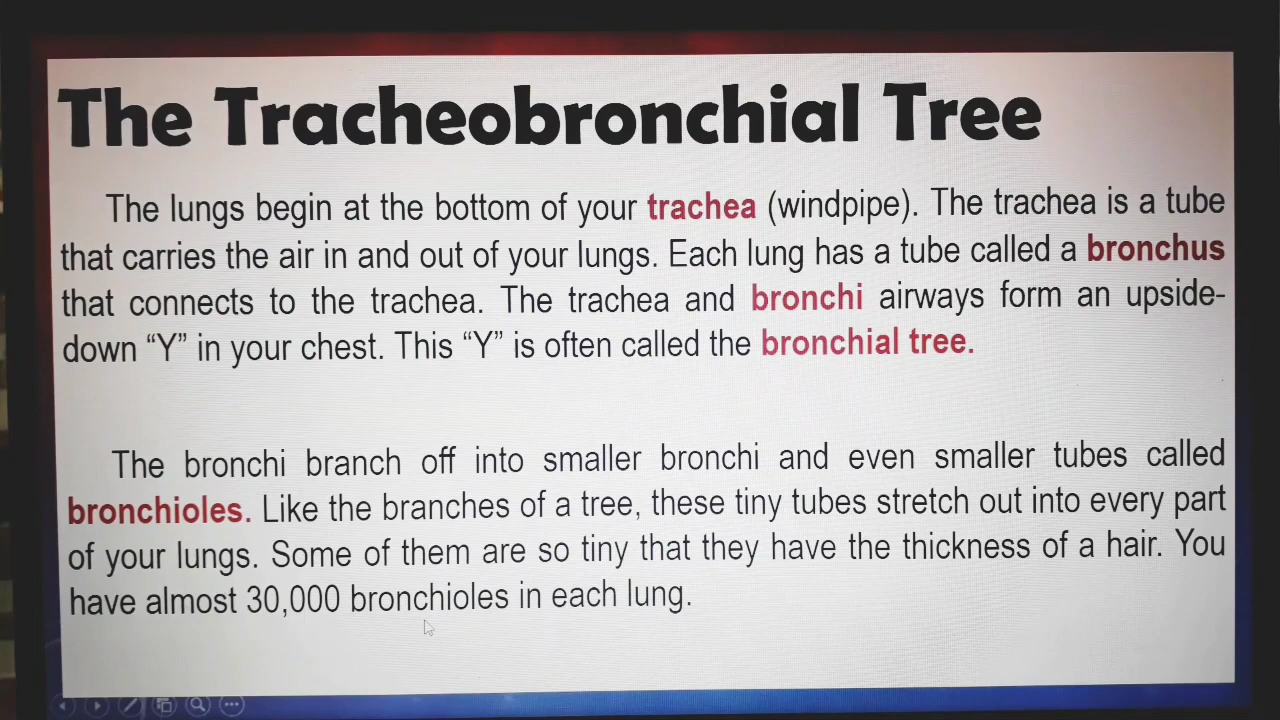 The Tracheobronchial Tree
The lungs begin at the bottom of your trachea (windpipe). The trachea is a tube
that carries the air in and out of your lungs. Each lung has a tube called a bronchus
that connects to the trachea. The trachea and bronchi airways form an upside-
down “Y” in your chest. This “Y” is often called the bronchial tree.
The bronchi branch off into smaller bronchi and even smaller tubes called
bronchioles. Like the branches of a tree, these tiny tubes stretch out into every part
of your lungs. Some of them are so tiny that they have the thickness of a hair. You
have almost 30,000 bronchioles in each lung.